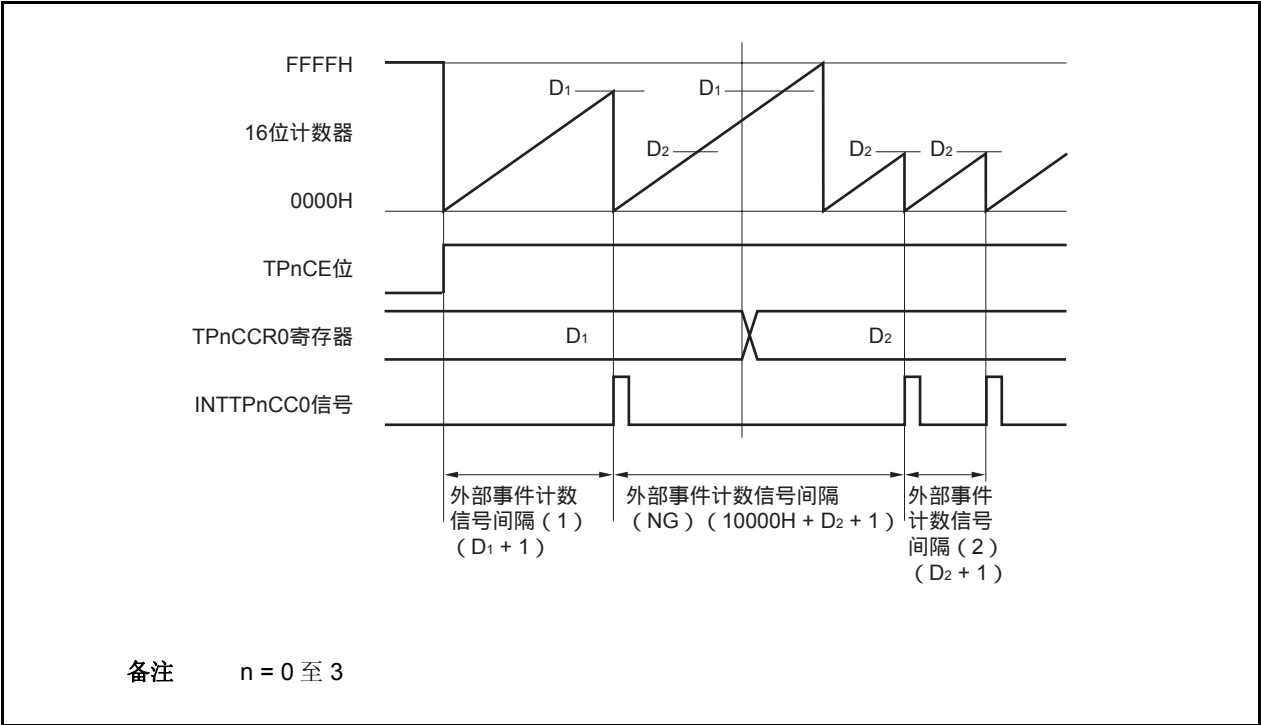 FFFFH
D1
D1
16位计数器
D2
D2
D2
0000H
TPnCE位
TPnCCR0寄存器
D1
D2
INTTPnCC0信号
外部事件计数
信号间隔（1）
（D1 + 1）
外部事件计数信号间隔
（NG）（10000H + D2 + 1）
外部事件
计数信号
间隔（2）
（D2 + 1）
备注 n = 0 至 3